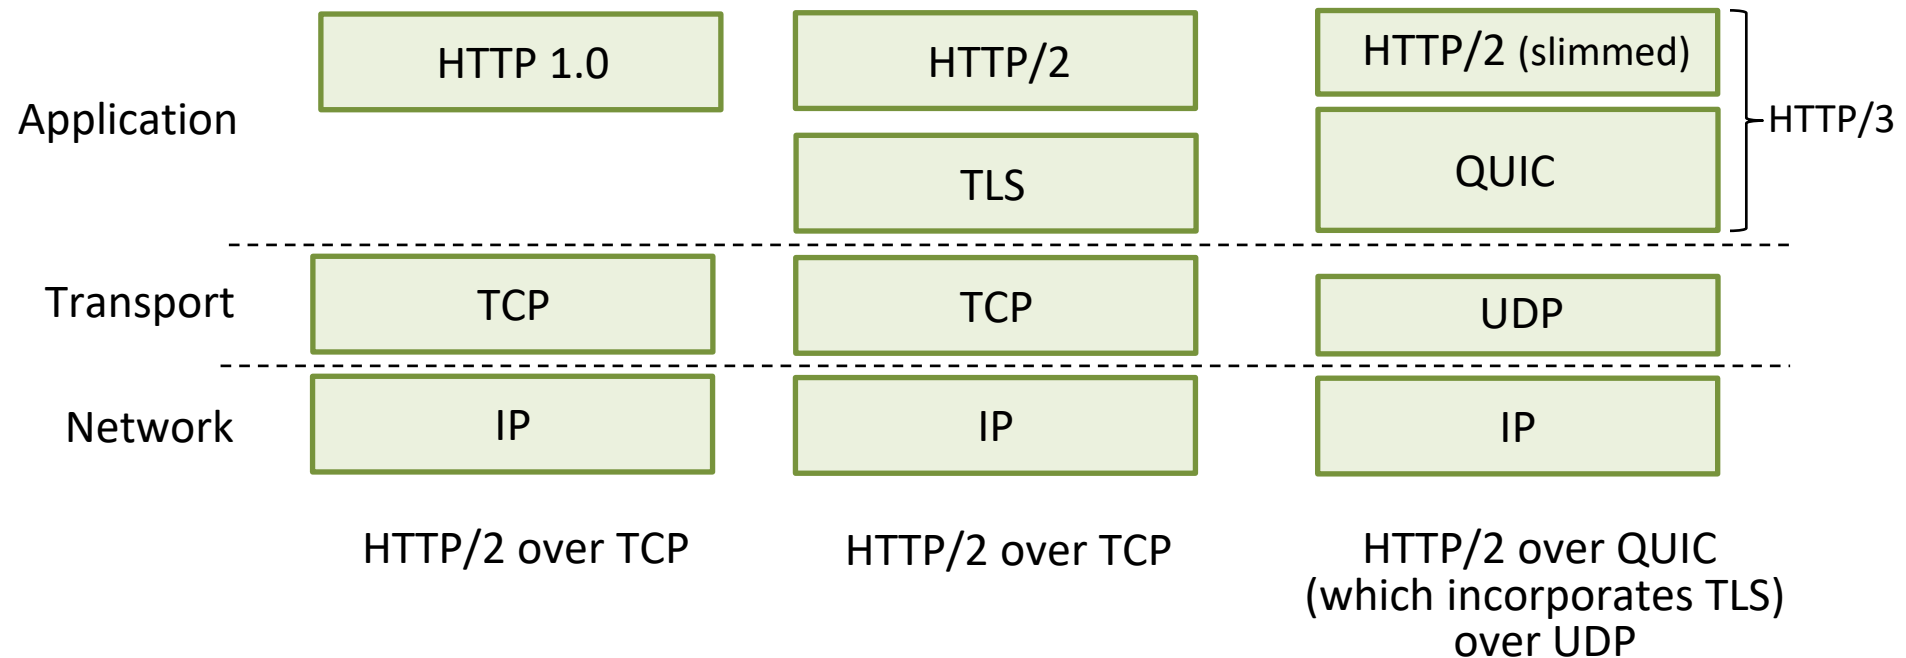 HTTP 1.0
HTTP/2
HTTP/2 (slimmed)
Application
HTTP/3
TLS
QUIC
Transport
TCP
TCP
UDP
Network
IP
IP
IP
HTTP/2 over TCP
HTTP/2 over TCP
HTTP/2 over QUIC
(which incorporates TLS)
over UDP